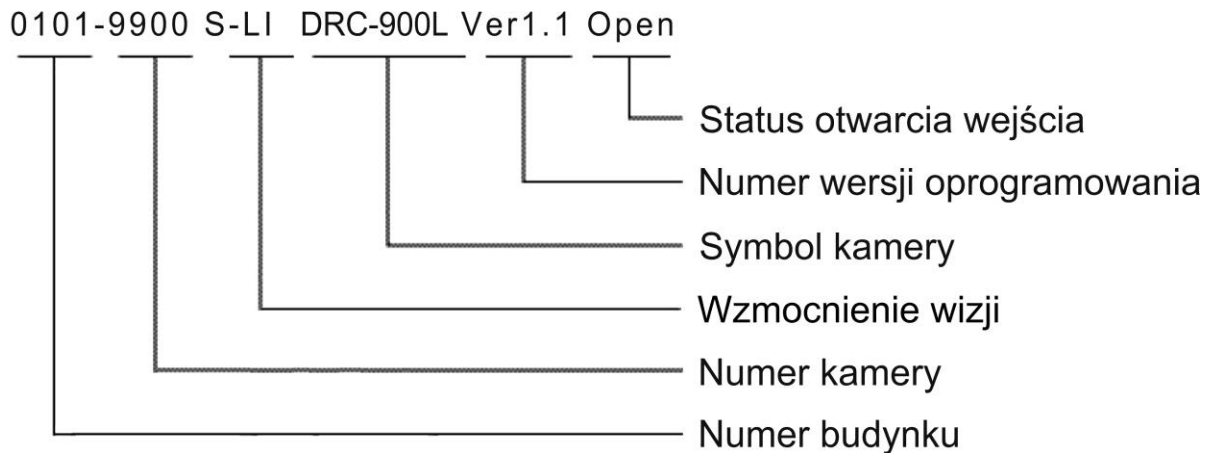 0101-9900 S-LI DRC-900L Ver1.1 Open
Status otwarcia wejścia
Numer wersji oprogramowania
Symbol kamery
Wzmocnienie wizji
Numer kamery
Numer budynku